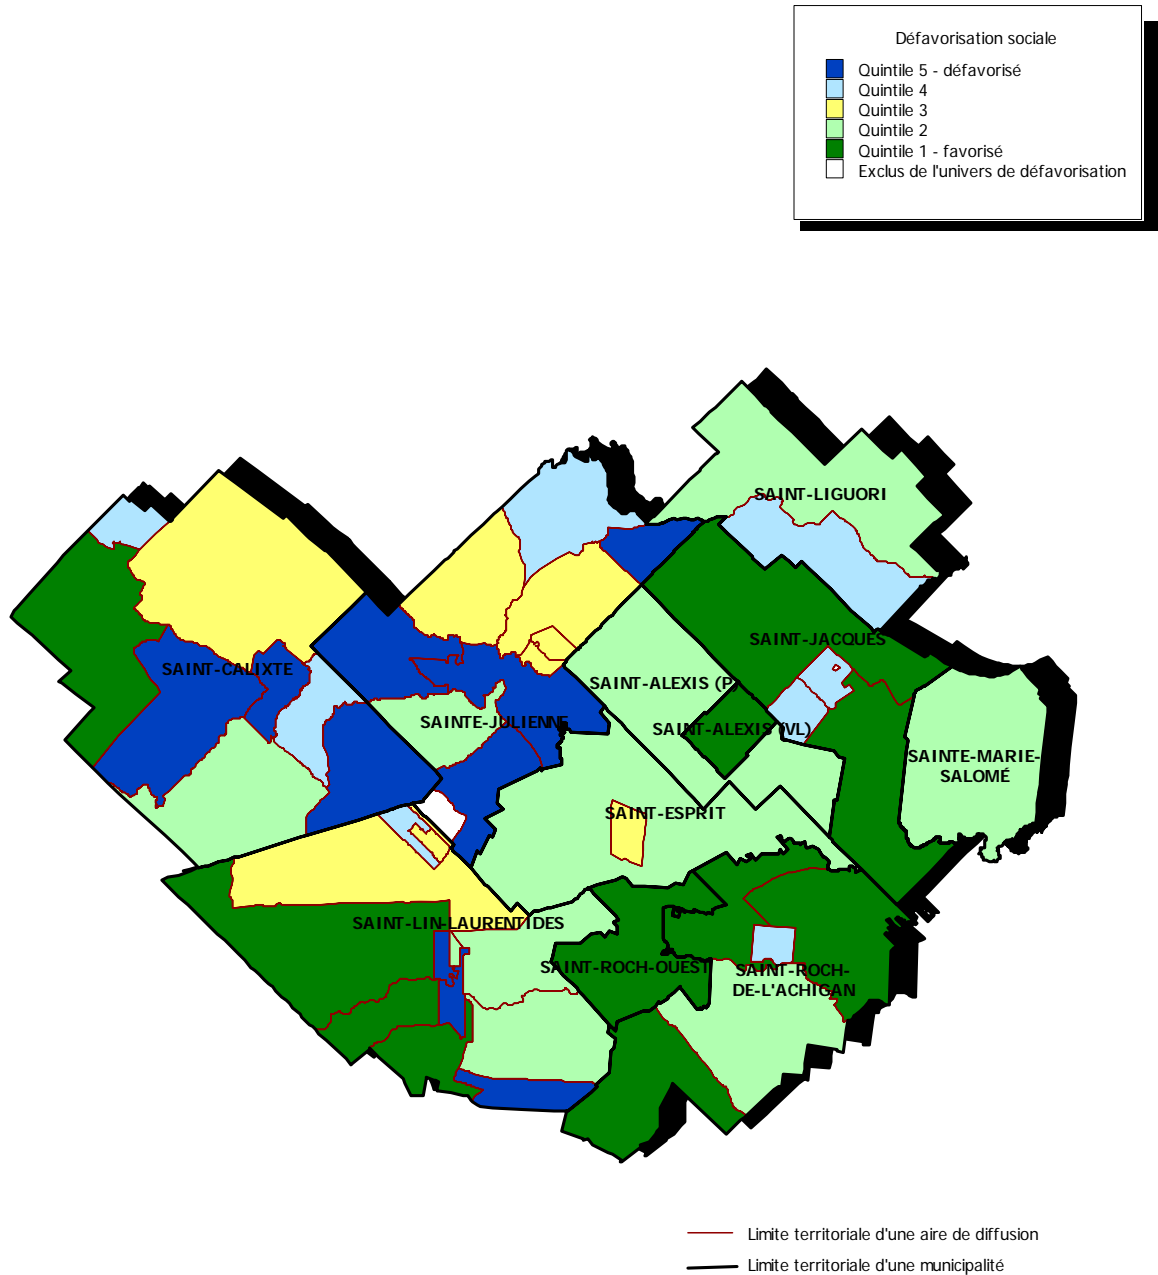 Défavorisation sociale
Quintile 5 - défavorisé
Quintile 4
Quintile 3
Quintile 2
Quintile 1 - favorisé
Exclus de l'univers de défavorisation
SAINT-LIGUORI
SAINT-JACQUES
SAINT-CALIXTE
SAINT-ALEXIS (P)
SAINTE-JULIENNE
SAINT-ALEXIS (VL)
SAINTE-MARIE-
SALOMÉ
SAINT-ESPRIT
SAINT-LIN-LAURENTIDES
SAINT-ROCH-OUEST
SAINT-ROCH-
DE-L'ACHIGAN
Limite territoriale d'une aire de diffusion
Limite territoriale d'une municipalité